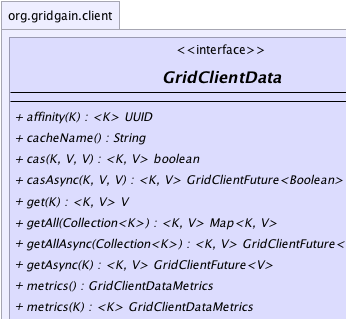 org.gridgain.client
<<interface>>
GridClientData
+ affinity(K) : <K> UUID
+ cacheName() : String
+ cas(K, V, V) : <K, V> boolean
+ casAsync(K, V, V) : <K, V> GridClientFuture<Boolean>
+ get(K) : <K, V> V
+ getAll(Collection<K>) : <K, V> Map<K, V>
+ getAllAsync(Collection<K>) : <K, V> GridClientFuture<
+ getAsync(K) : <K, V> GridClientFuture<V>
+ metrics() : GridClientDataMetrics
+ metrics(K) : <K> GridClientDataMetrics